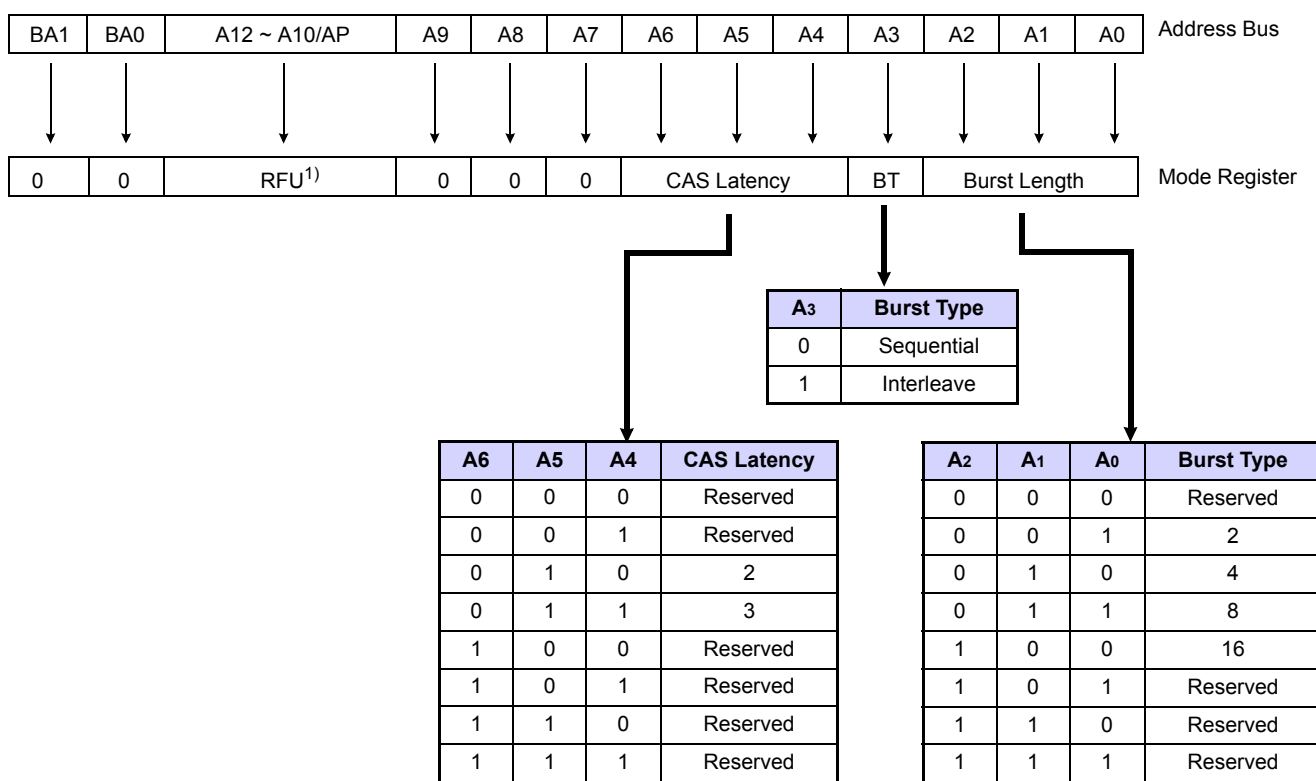 BA1 BA0 A12 ~ A10/AP A9 A8 A7 A6 A5 A4 A3 A2 A1 A0 Address Bus
0 0 RFU1) 0 0 0 CAS Latency BT Burst Length Mode Register
A3 Burst Type
0 Sequential
1 Interleave
A6 A5 A4 CAS Latency
0 0 0 Reserved
0 0 1 Reserved
0 1 0 2
0 1 1 3
1 0 0 Reserved
1 0 1 Reserved
1 1 0 Reserved
1 1 1 Reserved
A2 A1 A0 Burst Type
0 0 0 Reserved
0 0 1 2
0 1 0 4
0 1 1 8
1 0 0 16
1 0 1 Reserved
1 1 0 Reserved
1 1 1 Reserved